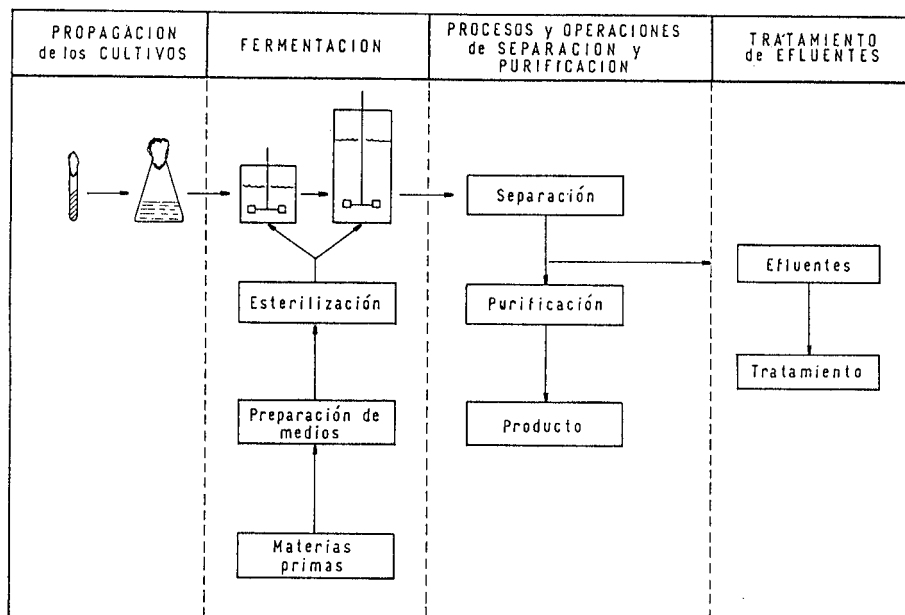 PROPAGACION
de los CULTIVOS
FERMENTACION
PROCESOS y OPERACIONES
de SEPARACION y
PURIFICACION
TRATAMIENTO
de EFLUENTES
Separación
Efluentes
Esterilización
Purificación
Tratamiento
Preparación de
medios
Producto
Materias
primas